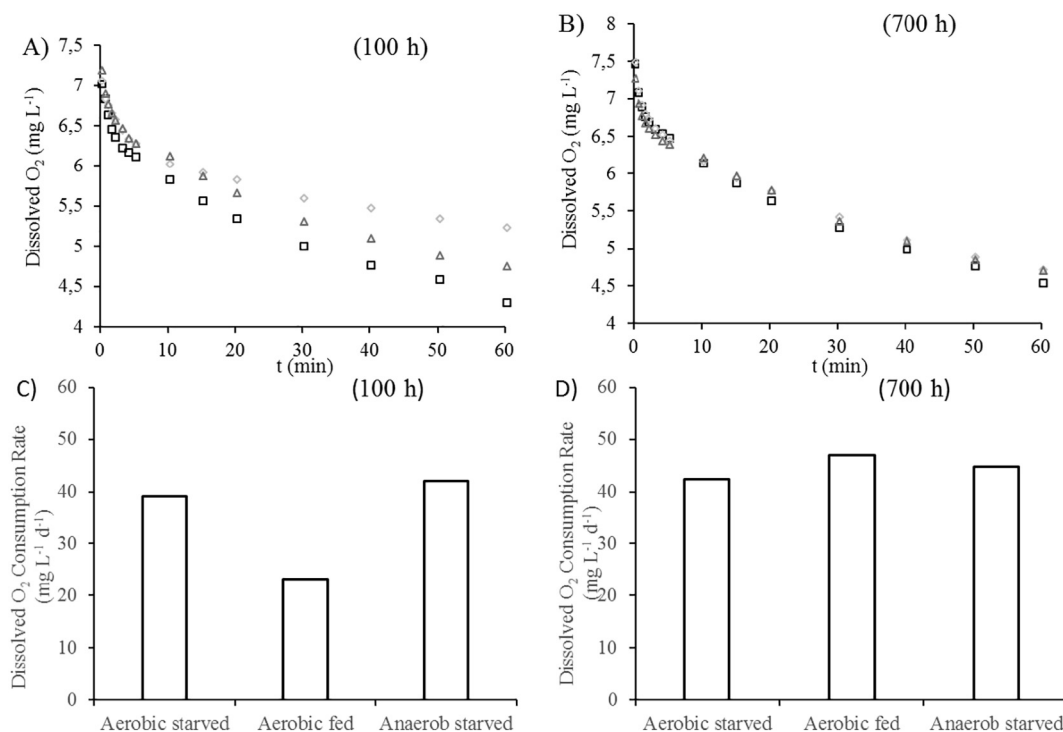 A)
(100 h)
7,5
7
6,5
6
5,5
5
4,5
4
Dissolved O₂ (mg L⁻¹)
0 10 20 30 40 50 60
t (min)
B)
(700 h)
8
7,5
7
6,5
6
5,5
5
4,5
4
Dissolved O₂ (mg L⁻¹)
0 10 20 30 40 50 60
t (min)
C)
(100 h)
60
50
40
30
20
10
0
Dissolved O₂ Consumption Rate
(mg L⁻¹ d⁻¹)
Aerobic starved Aerobic fed Anaerob starved
D)
(700 h)
60
50
40
30
20
10
0
Dissolved O₂ Consumption Rate
(mg L⁻¹ d⁻¹)
Aerobic starved Aerobic fed Anaerob starved